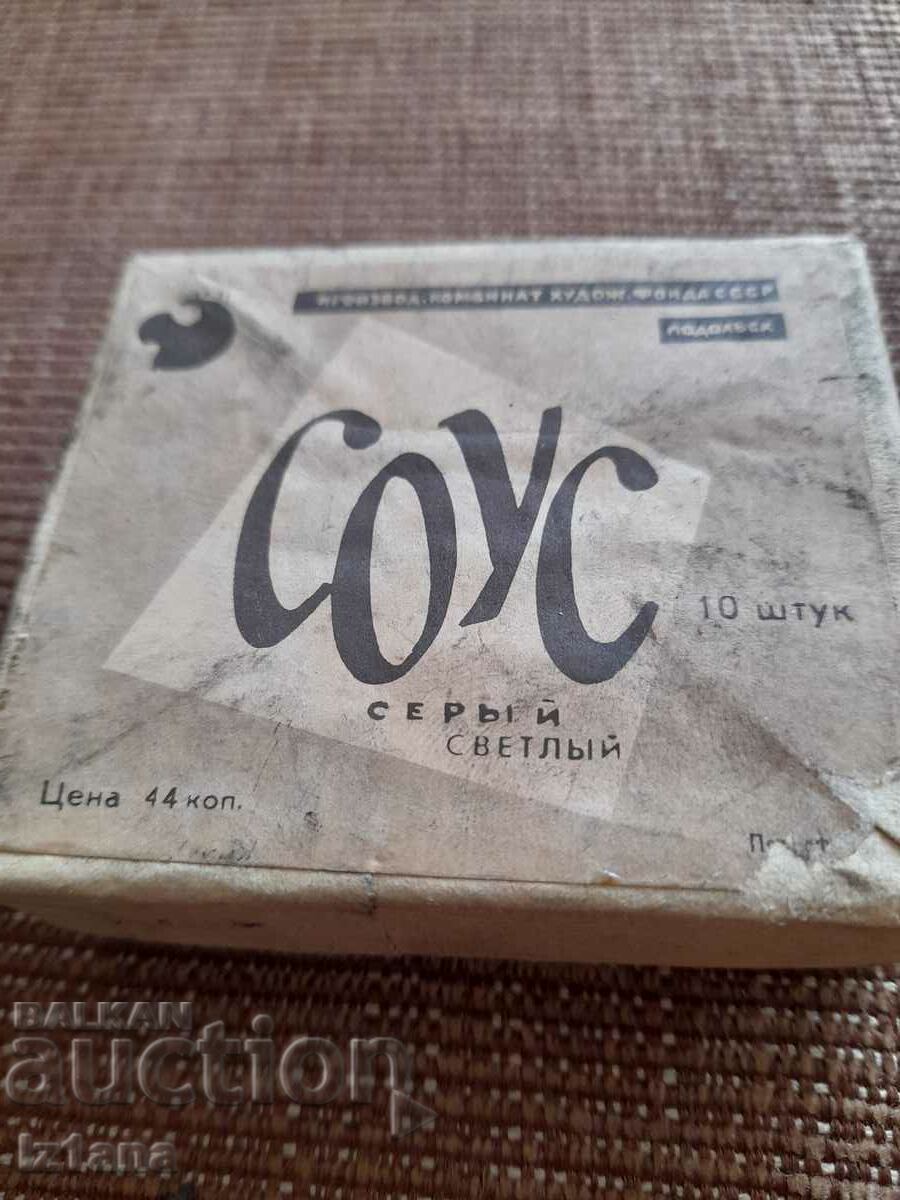 ПРОИЗВОД. КОМБИНАТ ХУДОЖ. ФОНДА СССР
ПОДОЛЬСК
СОУС
10 штук
СЕРЫЙ
СВЕТЛЫЙ
Цена 44 коп.
BALKAN
auction
iz1ana